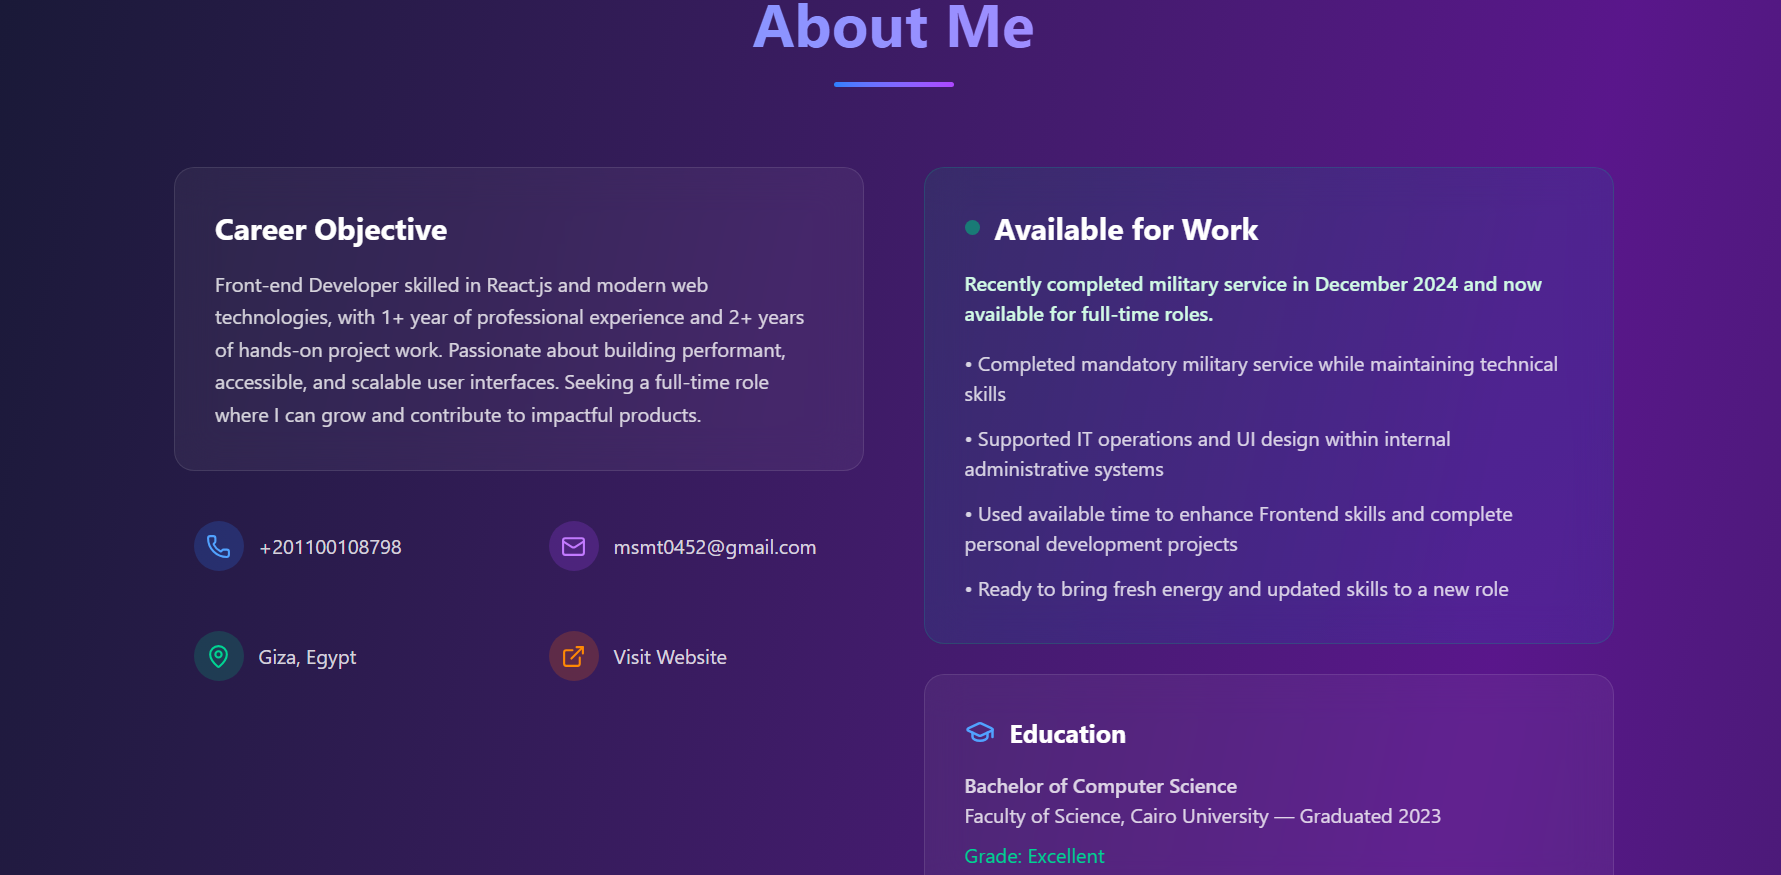 About Me
Career Objective
Front-end Developer skilled in React.js and modern web
technologies, with 1+ year of professional experience and 2+ years
of hands-on project work. Passionate about building performant,
accessible, and scalable user interfaces. Seeking a full-time role
where I can grow and contribute to impactful products.
+201100108798
msmt0452@gmail.com
Giza, Egypt
Visit Website
Available for Work
Recently completed military service in December 2024 and now
available for full-time roles.
• Completed mandatory military service while maintaining technical
skills
• Supported IT operations and UI design within internal
administrative systems
• Used available time to enhance Frontend skills and complete
personal development projects
• Ready to bring fresh energy and updated skills to a new role
Education
Bachelor of Computer Science
Faculty of Science, Cairo University — Graduated 2023
Grade: Excellent